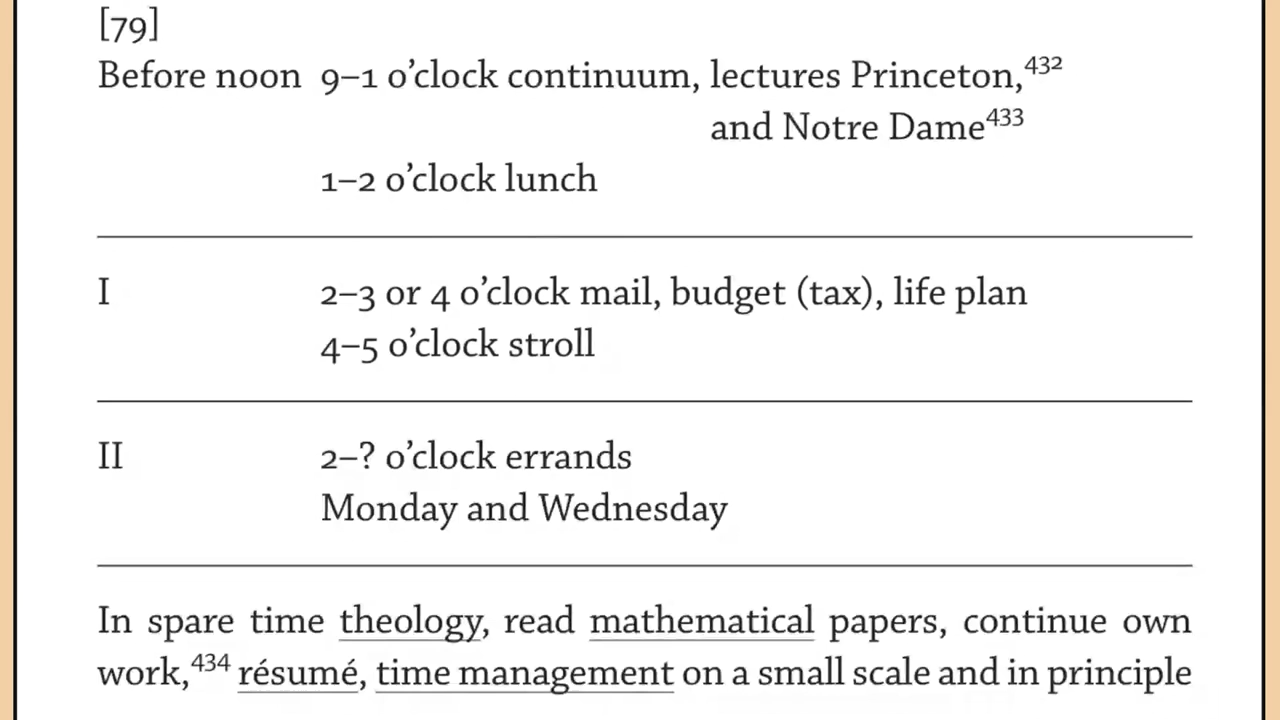 [79]
Before noon 9–1 o’clock continuum, lectures Princeton,432
and Notre Dame433
1–2 o’clock lunch
I 2–3 or 4 o’clock mail, budget (tax), life plan
4–5 o’clock stroll
II 2–? o’clock errands
Monday and Wednesday
In spare time theology, read mathematical papers, continue own
work,434 résumé, time management on a small scale and in principle